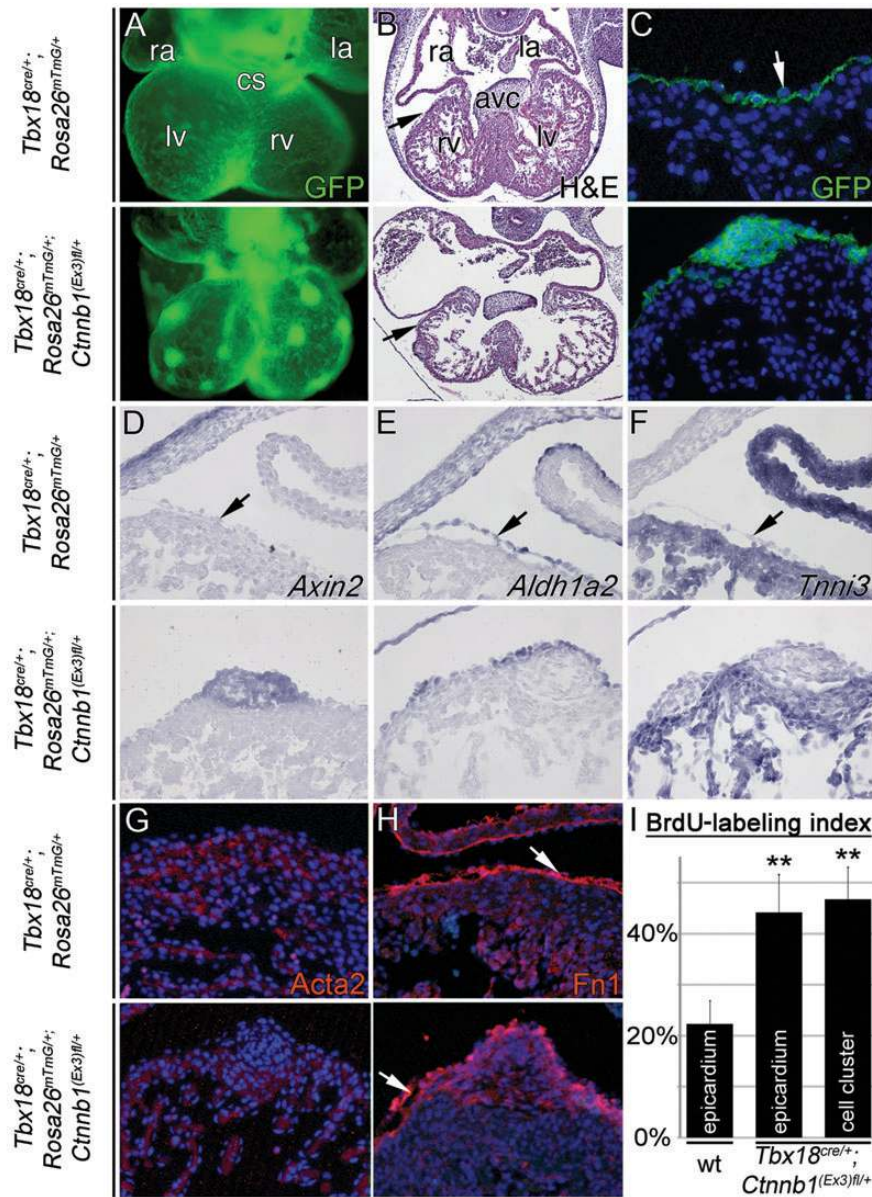 Tbx18cre/+;
Rosa26mTmG/+
A
ra
la
cs
lv
rv
GFP
B
ra
la
avc
rv
lv
H&E
C
GFP
Tbx18cre/+;
Rosa26mTmG/+;
Ctnnb1(Ex3)fl/+
Tbx18cre/+;
Rosa26mTmG/+
D
Axin2
E
Aldh1a2
F
Tnni3
Tbx18cre/+;
Rosa26mTmG/+;
Ctnnb1(Ex3)fl/+
Tbx18cre/+;
Rosa26mTmG/+
G
Acta2
H
Fn1
Tbx18cre/+;
Rosa26mTmG/+;
Ctnnb1(Ex3)fl/+
I BrdU-labeling index
** **
40%
20%
0%
epicardium
epicardium
cell cluster
wt
Tbx18cre/+;
Ctnnb1(Ex3)fl/+